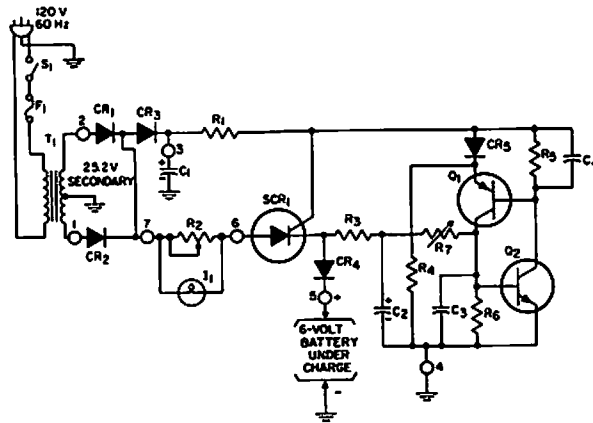 120 V
60 Hz
S1
F1
T1
2
CR1
CR3
R1
3
+
C1
25.2V
SECONDARY
1
CR2
7
R2
6
I1
SCR1
CR4
5
+
6-VOLT
BATTERY
UNDER
CHARGE
-
R3
R7
R4
+
-
C2
C3
R6
4
CR5
Q1
R5
Q2